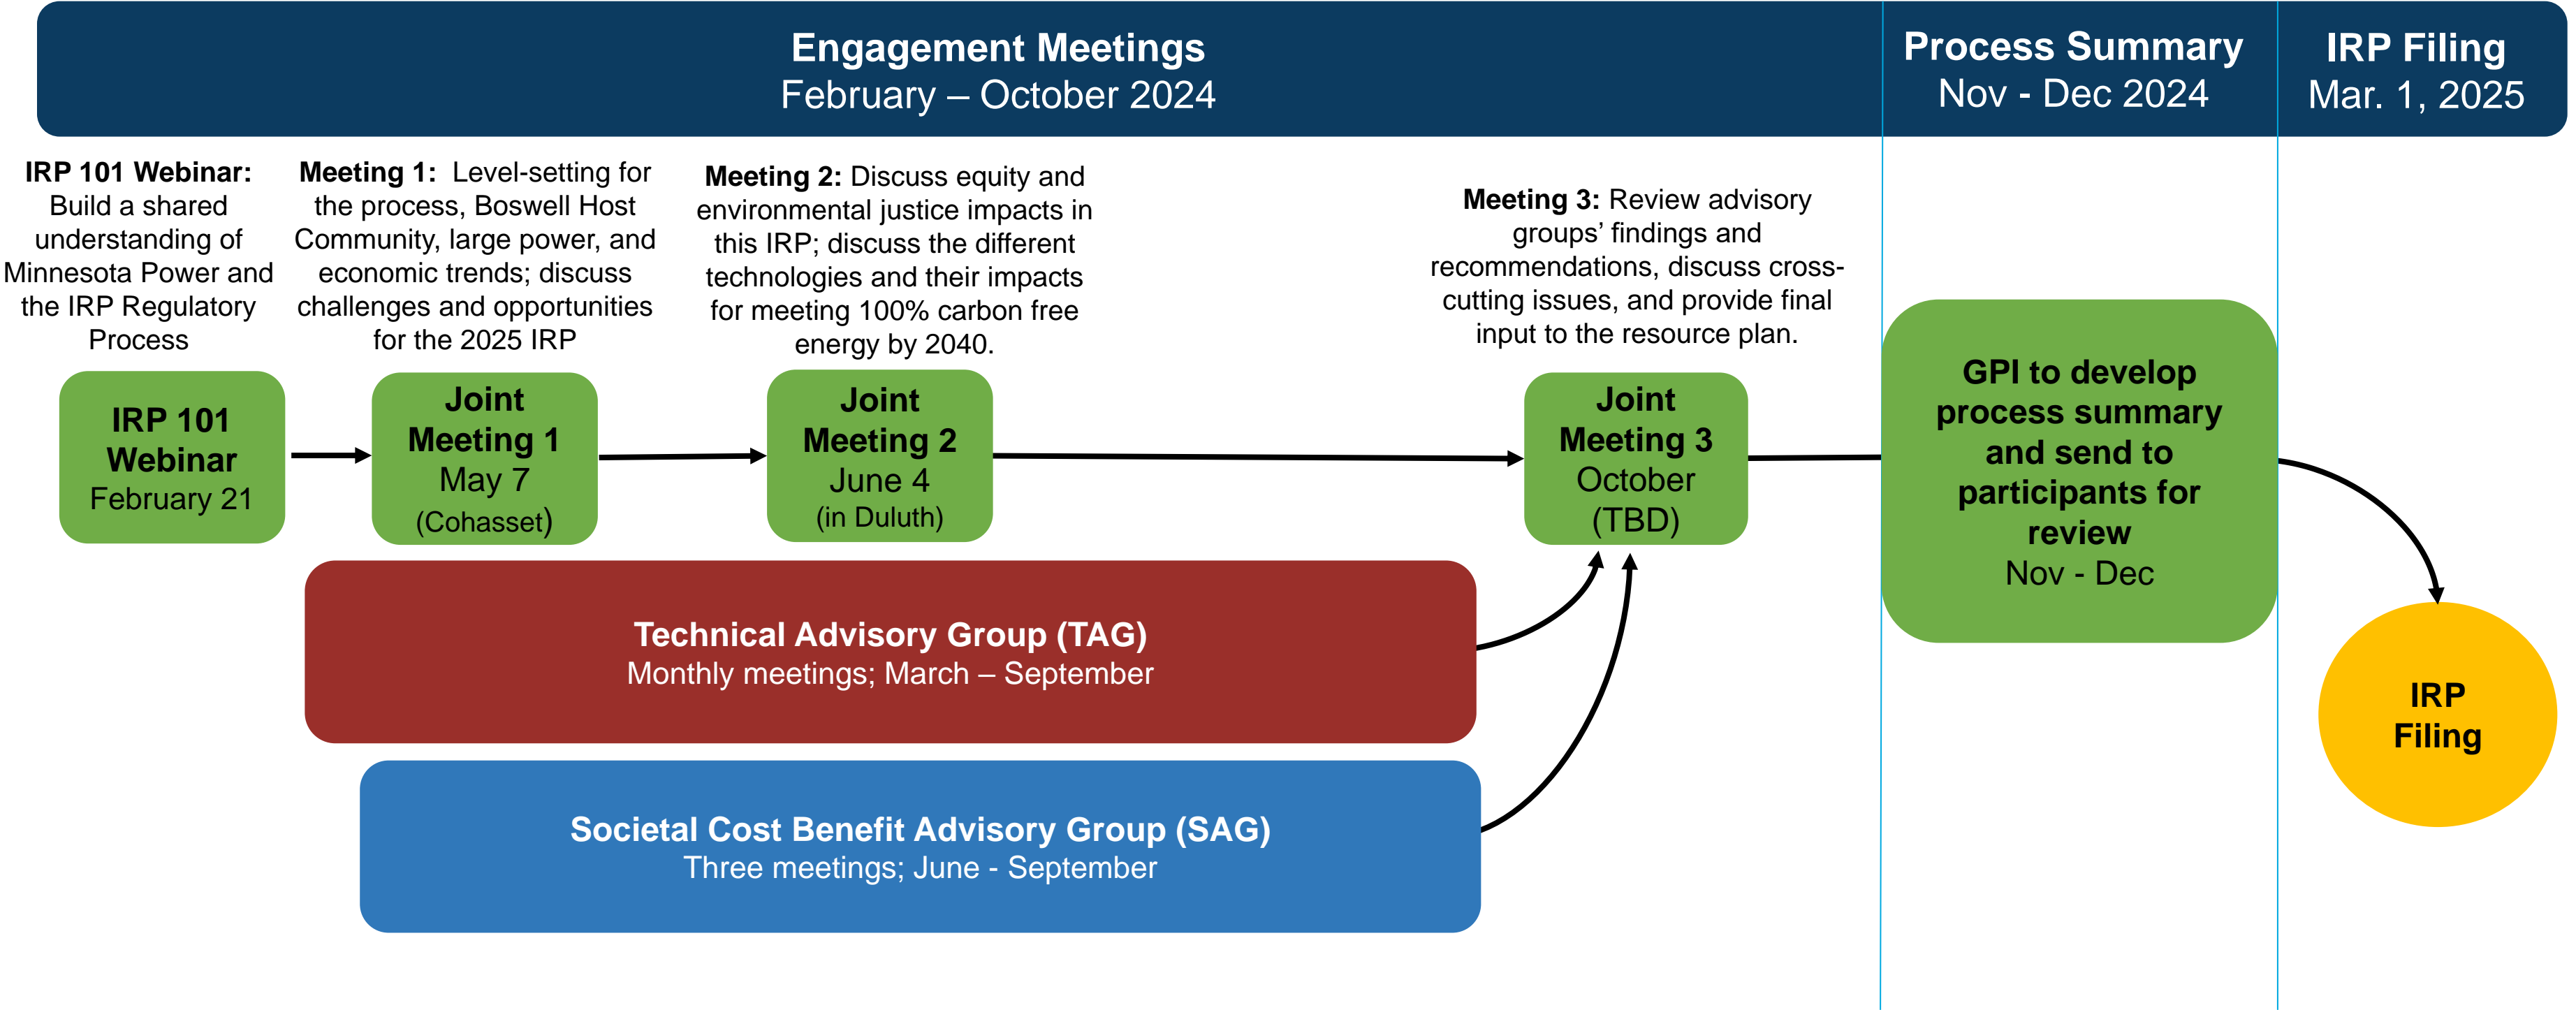 Engagement Meetings
February – October 2024
Process Summary
Nov - Dec 2024
IRP Filing
Mar. 1, 2025
IRP 101 Webinar:
Build a shared
understanding of
Minnesota Power and
the IRP Regulatory
Process
Meeting 1: Level-setting for
the process, Boswell Host
Community, large power, and
economic trends; discuss
challenges and opportunities
for the 2025 IRP
Meeting 2: Discuss equity and
environmental justice impacts in
this IRP; discuss the different
technologies and their impacts
for meeting 100% carbon free
energy by 2040.
Meeting 3: Review advisory
groups’ findings and
recommendations, discuss cross-
cutting issues, and provide final
input to the resource plan.
IRP 101
Webinar
February 21
Joint
Meeting 1
May 7
(Cohasset)
Joint
Meeting 2
June 4
(in Duluth)
Joint
Meeting 3
October
(TBD)
GPI to develop
process summary
and send to
participants for
review
Nov - Dec
Technical Advisory Group (TAG)
Monthly meetings; March – September
Societal Cost Benefit Advisory Group (SAG)
Three meetings; June - September
IRP
Filing